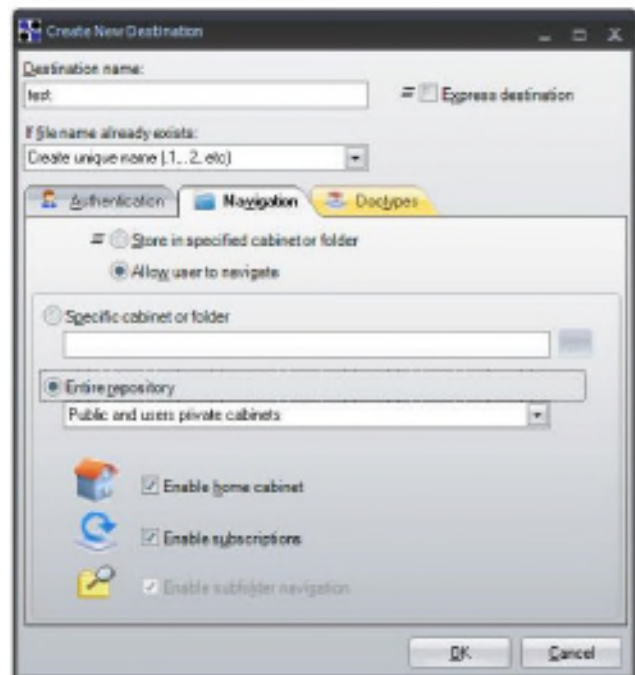 Create New Destination
Destination name:
test
Express destination
If file name already exists:
Create unique name (.1...2, etc)
Authentication
Navigation
Doctypes
Store in specified cabinet or folder
Allow user to navigate
Specific cabinet or folder
Entire repository
Public and users private cabinets
Enable home cabinet
Enable subscriptions
Enable subfolder navigation
OK
Cancel